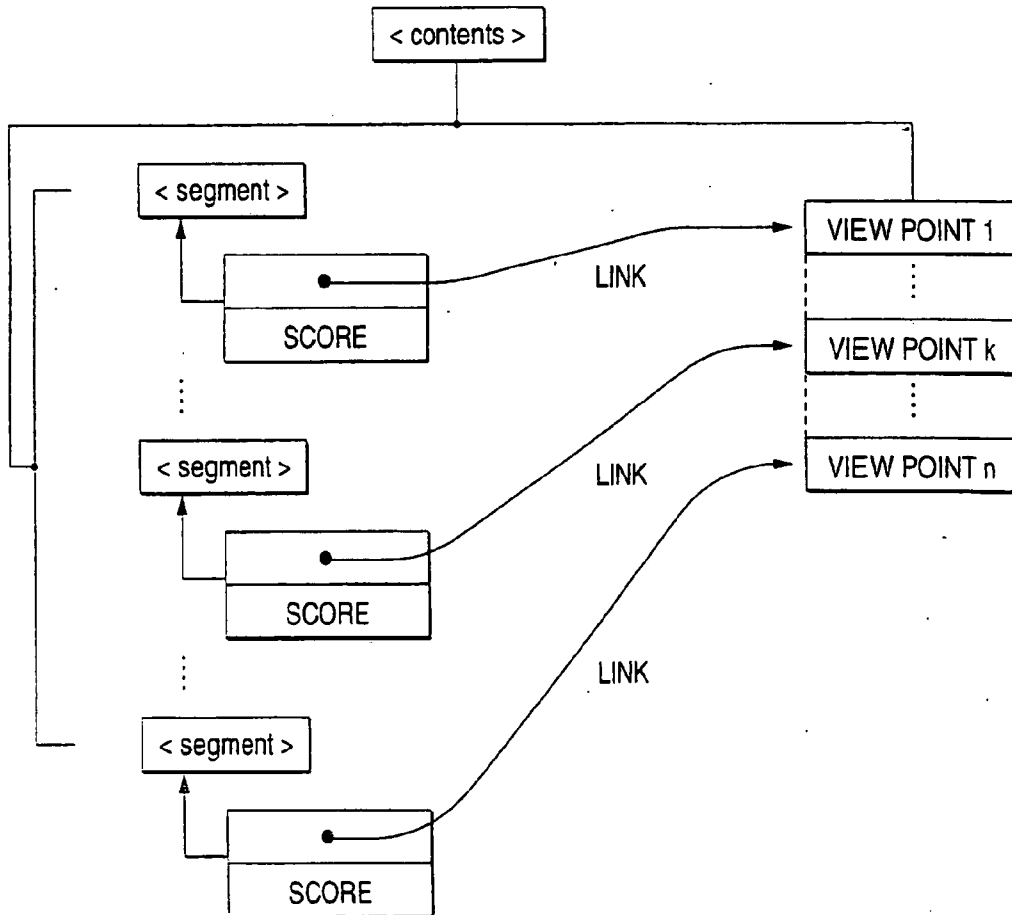 < contents >
< segment >
VIEW POINT 1
LINK
SCORE
VIEW POINT k
< segment >
LINK
VIEW POINT n
SCORE
LINK
< segment >
SCORE